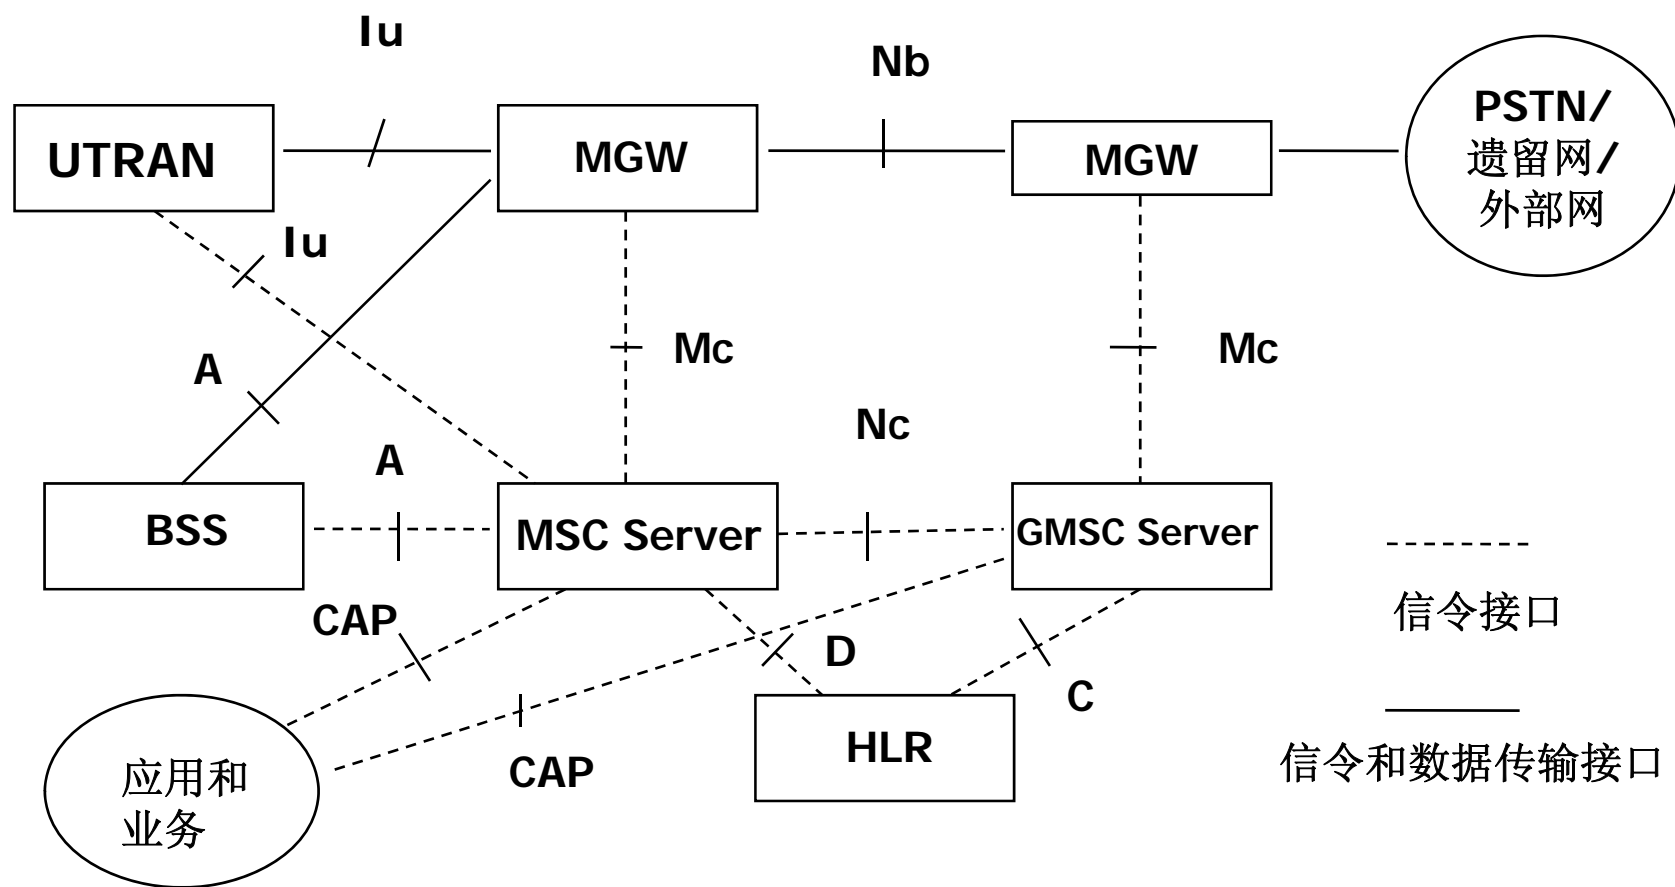 Iu
Nb
UTRAN
MGW
MGW
PSTN/
遗留网/
外部网
Iu
A
Mc
Mc
Nc
A
BSS
MSC Server
GMSC Server
信令接口
CAP
D
C
HLR
CAP
信令和数据传输接口
应用和
业务